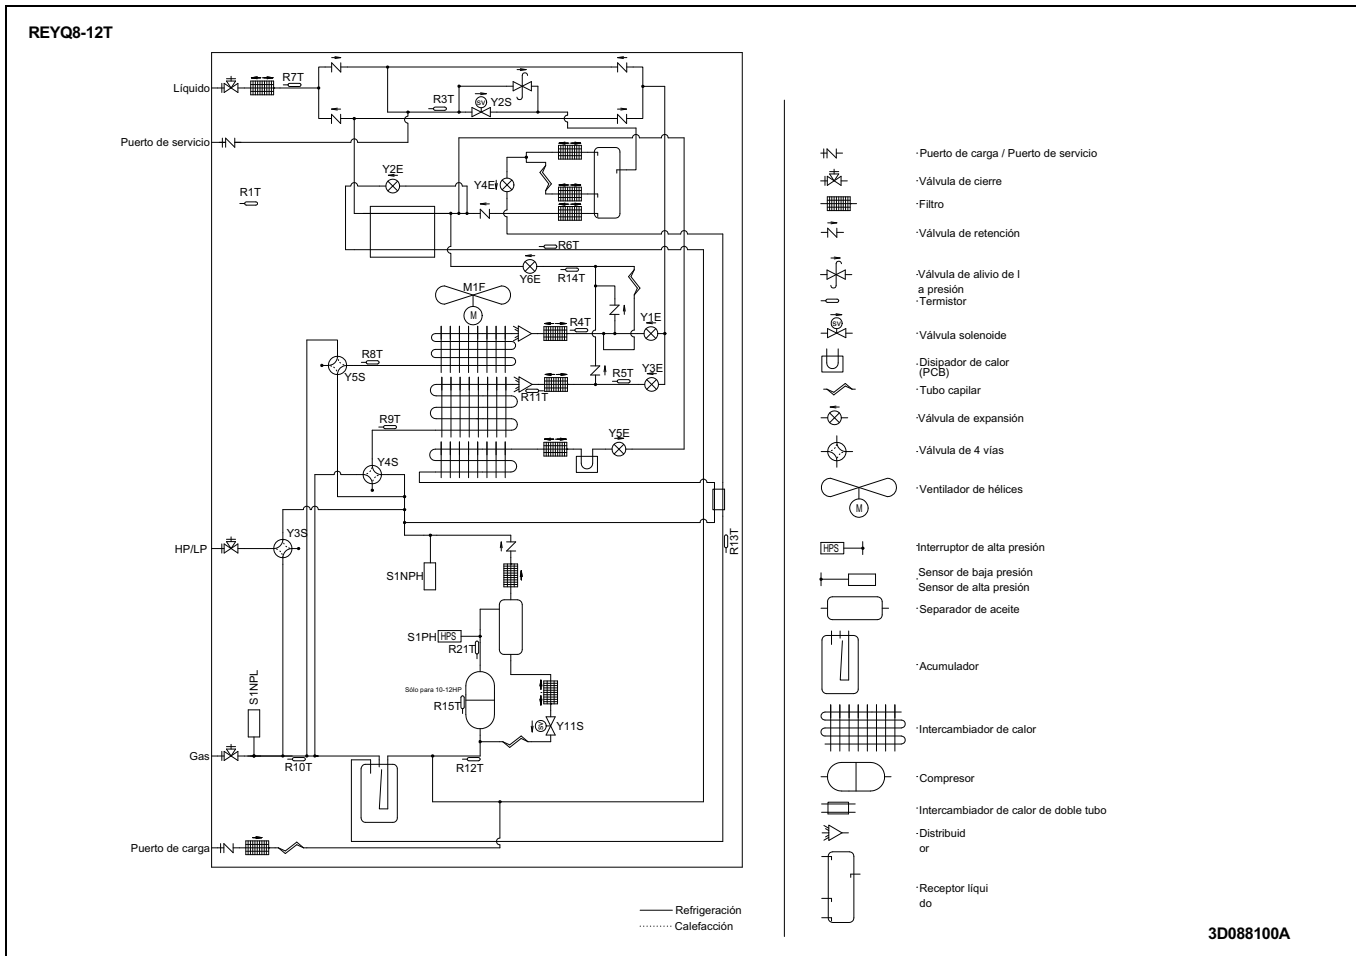 REYQ8-12T
Líquido
R7T
R3T
SV
Y2S
Puerto de servicio
Y2E
Y4E
R1T
R6T
Y6E
R14T
M1F
M
R4T
Y1E
R8T
Y5S
R5T
Y3E
R11T
R9T
Y5E
Y4S
Y3S
HP/LP
R13T
S1NPH
S1PH
HPS
R21T
S1NPL
Sólo para 10-12HP
R15T
SV
Y11S
Gas
R10T
R12T
Puerto de carga
Refrigeración
Calefacción
·Puerto de carga / Puerto de servicio
·Válvula de cierre
·Filtro
·Válvula de retención
·Válvula de alivio de l
a presión
·Termistor
SV
·Válvula solenoide
·Disipador de calor
(PCB)
·Tubo capilar
·Válvula de expansión
·Válvula de 4 vías
·Ventilador de hélices
M
HPS
·Interruptor de alta presión
·Sensor de baja presión
Sensor de alta presión
·Separador de aceite
·Acumulador
·Intercambiador de calor
·Compresor
·Intercambiador de calor de doble tubo
·Distribuid
or
·Receptor líqui
do
3D088100A